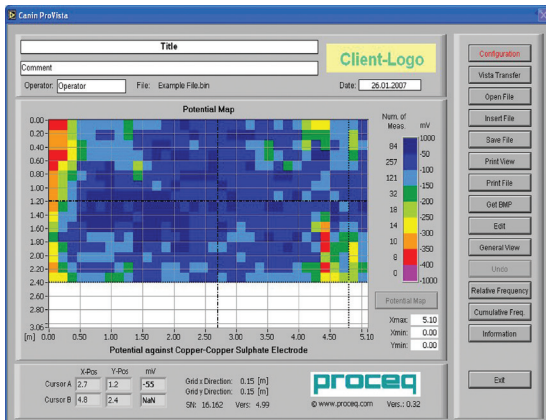 Canin ProVista
Title
Comment
Client-Logo
Operator: Operator File: Example File.bin Date: 26.01.2007
Potential Map
Num. of Meas. mV
0.00
0.20
0.40
0.60
0.80
1.00
1.20
1.40
1.60
1.80
2.00
2.20
2.40
2.60
2.80
3.06
[m] 0.00 0.50 1.00 1.50 2.00 2.50 3.00 3.50 4.00 4.50 5.10
Potential against Copper-Copper Sulphate Electrode
84
257
121
32
18
14
10
8
0
1000
-50
-100
-150
-200
-250
-300
-350
-400
-1000
Potential Map
Xmax: 5.10
Xmin: 0.00
Ymin: 0.00
X-Pos Y-Pos mV
Cursor A 2.7 1.2 -55
Cursor B 4.8 2.4 NaN
Grid x Direction: 0.15 [m]
Grid y Direction: 0.15 [m]
SN: 16.162 Vers: 4.99
proceq
© www.proceq.com Vers.: 0.32
Configuration
Vista Transfer
Open File
Insert File
Save File
Print View
Print File
Get BMP
Edit
General View
Undo
Relative Frequency
Cumulative Freq.
Information
Exit